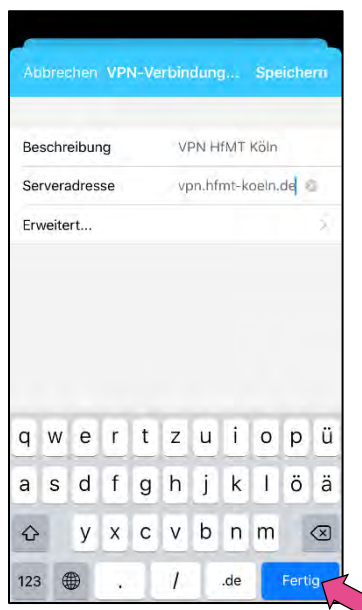 Abbrechen VPN-Verbindung... Speichern
Beschreibung VPN HfMT Köln
Serveradresse vpn.hfmt-koeln.de
Erweitert...
q w e r t z u i o p ü
a s d f g h j k l ö ä
y x c v b n m
123 . / .de Fertig